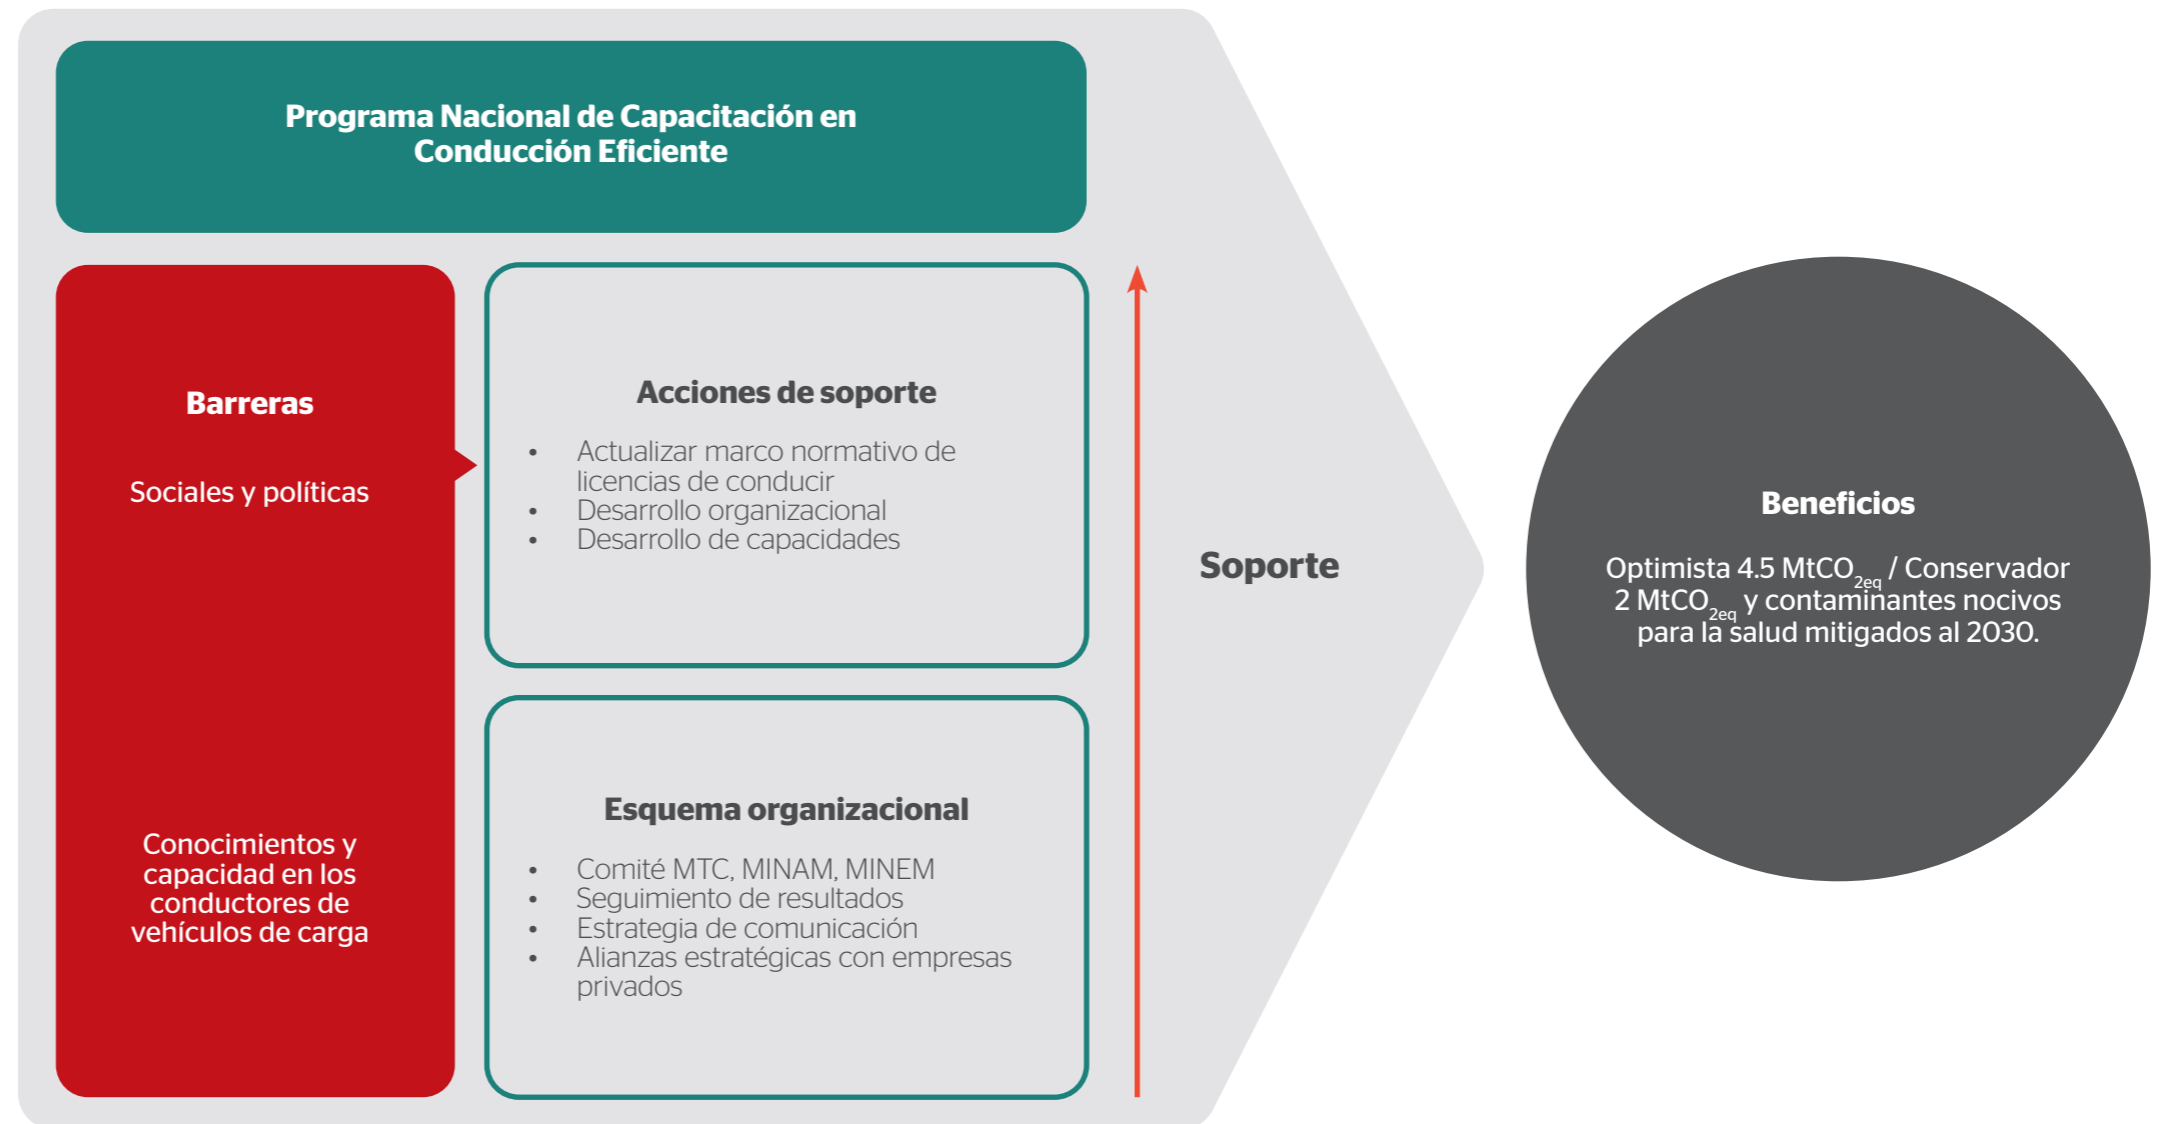 Programa Nacional de Capacitación en
Conducción Eficiente
Barreras
Sociales y políticas
Conocimientos y
capacidad en los
conductores de
vehículos de carga
Acciones de soporte
• Actualizar marco normativo de
licencias de conducir
• Desarrollo organizacional
• Desarrollo de capacidades
Esquema organizacional
• Comité MTC, MINAM, MINEM
• Seguimiento de resultados
• Estrategia de comunicación
• Alianzas estratégicas con empresas
privados
Soporte
Beneficios
Optimista 4.5 MtCO2eq / Conservador
2 MtCO2eq y contaminantes nocivos
para la salud mitigados al 2030.